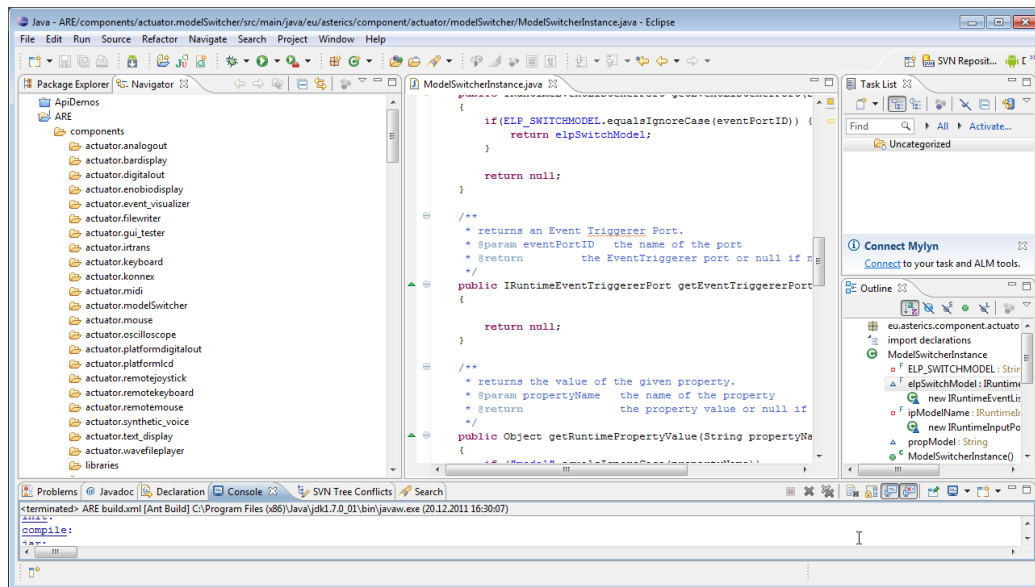 Java - ARE/components/actuator.modelSwitcher/src/main/java/eu/asterics/component/actuator/modelSwitcher/ModelSwitcherInstance.java - Eclipse
File Edit Run Source Refactor Navigate Search Project Window Help
SVN Reposit...
Package Explorer
Navigator
ApiDemos
ARE
components
actuator.analogout
actuator.bardisplay
actuator.digitalout
actuator.enobiodisplay
actuator.event_visualizer
actuator.filewriter
actuator.gui_tester
actuator.irtrans
actuator.keyboard
actuator.konnex
actuator.midi
actuator.modelSwitcher
actuator.mouse
actuator.oscilloscope
actuator.platformdigitalout
actuator.platformlcd
actuator.remotejoystick
actuator.remotekeyboard
actuator.remotemouse
actuator.synthetic_voice
actuator.text_display
actuator.wavefileplayer
libraries
ModelSwitcherInstance.java
{
if(ELP_SWITCHMODEL.equalsIgnoreCase(eventPortID)) {
return elpSwitchModel;
}
return null;
}
/**
* returns an Event Triggerer Port.
* @param eventPortID   the name of the port
* @return         the EventTriggerer port or null if n
*/
public IRuntimeEventTriggererPort getEventTriggererPort
{
return null;
}
/**
* returns the value of the given property.
* @param propertyName   the name of the property
* @return               the property value or null if
*/
public Object getRuntimePropertyValue(String propertyNa
{
if ("model".equalsIgnoreCase(propertyName))
Task List
Find
All
Activate...
Uncategorized
Connect Mylyn
Connect to your task and ALM tools.
Outline
eu.asterics.component.actuato
import declarations
ModelSwitcherInstance
ELP_SWITCHMODEL : Strin
elpSwitchModel : IRuntime
new IRuntimeEventLis
ipModelName : IRuntimeIn
new IRuntimeInputPo
propModel : String
ModelSwitcherInstance()
Problems @ Javadoc Declaration Console SVN Tree Conflicts Search
<terminated> ARE build.xml [Ant Build] C:\Program Files (x86)\Java\jdk1.7.0_01\bin\javaw.exe (20.12.2011 16:30:07)
init:
compile:
jar: